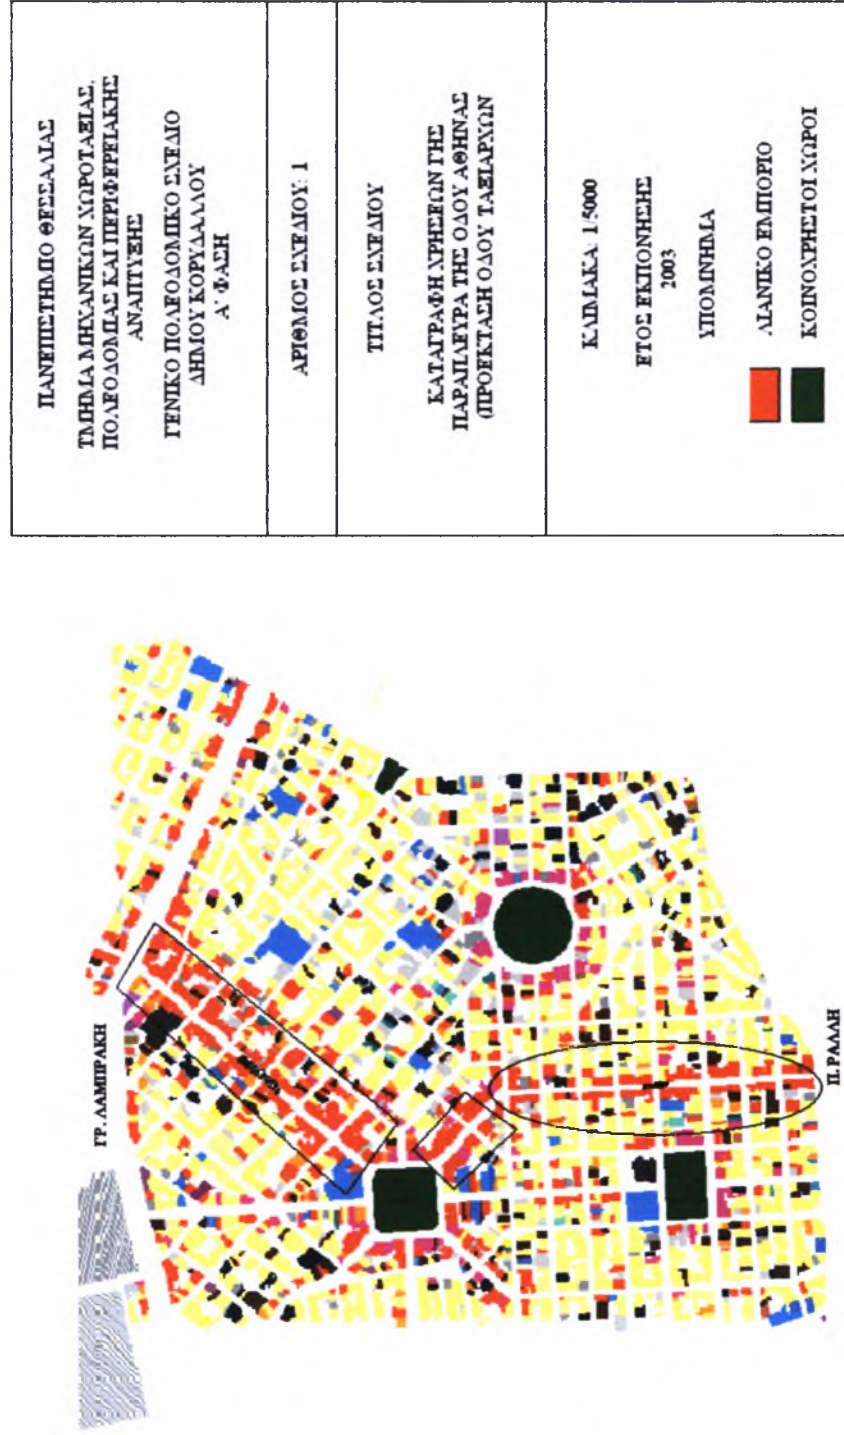 ΠΑΝΕΠΙΣΤΗΜΙΟ ΘΕΣΣΑΛΙΑΣ
ΤΜΗΜΑ ΜΗΧΑΝΙΚΩΝ ΧΩΡΟΤΑΞΙΑΣ,
ΠΟΛΕΟΔΟΜΙΑΣ ΚΑΙ ΠΕΡΙΦΕΡΕΙΑΚΗΣ
ΑΝΑΠΤΥΞΗΣ
ΓΕΝΙΚΟ ΠΟΛΕΟΔΟΜΙΚΟ ΣΧΕΔΙΟ
ΔΗΜΟΥ ΚΟΡΥΔΑΛΛΟΥ
Α΄ ΦΑΣΗ
ΑΡΙΘΜΟΣ ΣΧΕΔΙΟΥ: 1
ΤΙΤΛΟΣ ΣΧΕΔΙΟΥ
ΚΑΤΑΓΡΑΦΗ ΧΡΗΣΕΩΝ ΓΗΣ
ΠΑΡΑΠΛΕΥΡΑ ΤΗΣ ΟΔΟΥ ΑΘΗΝΑΣ
(ΠΡΟΕΚΤΑΣΗ ΟΔΟΥ ΤΑΞΙΑΡΧΩΝ
ΚΛΙΜΑΚΑ: 1/5000
ΕΤΟΣ ΕΚΠΟΝΗΣΗΣ
2003
ΥΠΟΜΝΗΜΑ
ΛΙΑΝΙΚΟ ΕΜΠΟΡΙΟ
ΚΟΙΝΟΧΡΗΣΤΟΙ ΧΩΡΟΙ
ΓΡ. ΛΑΜΠΡΑΚΗ
Π. ΡΑΛΛΗ